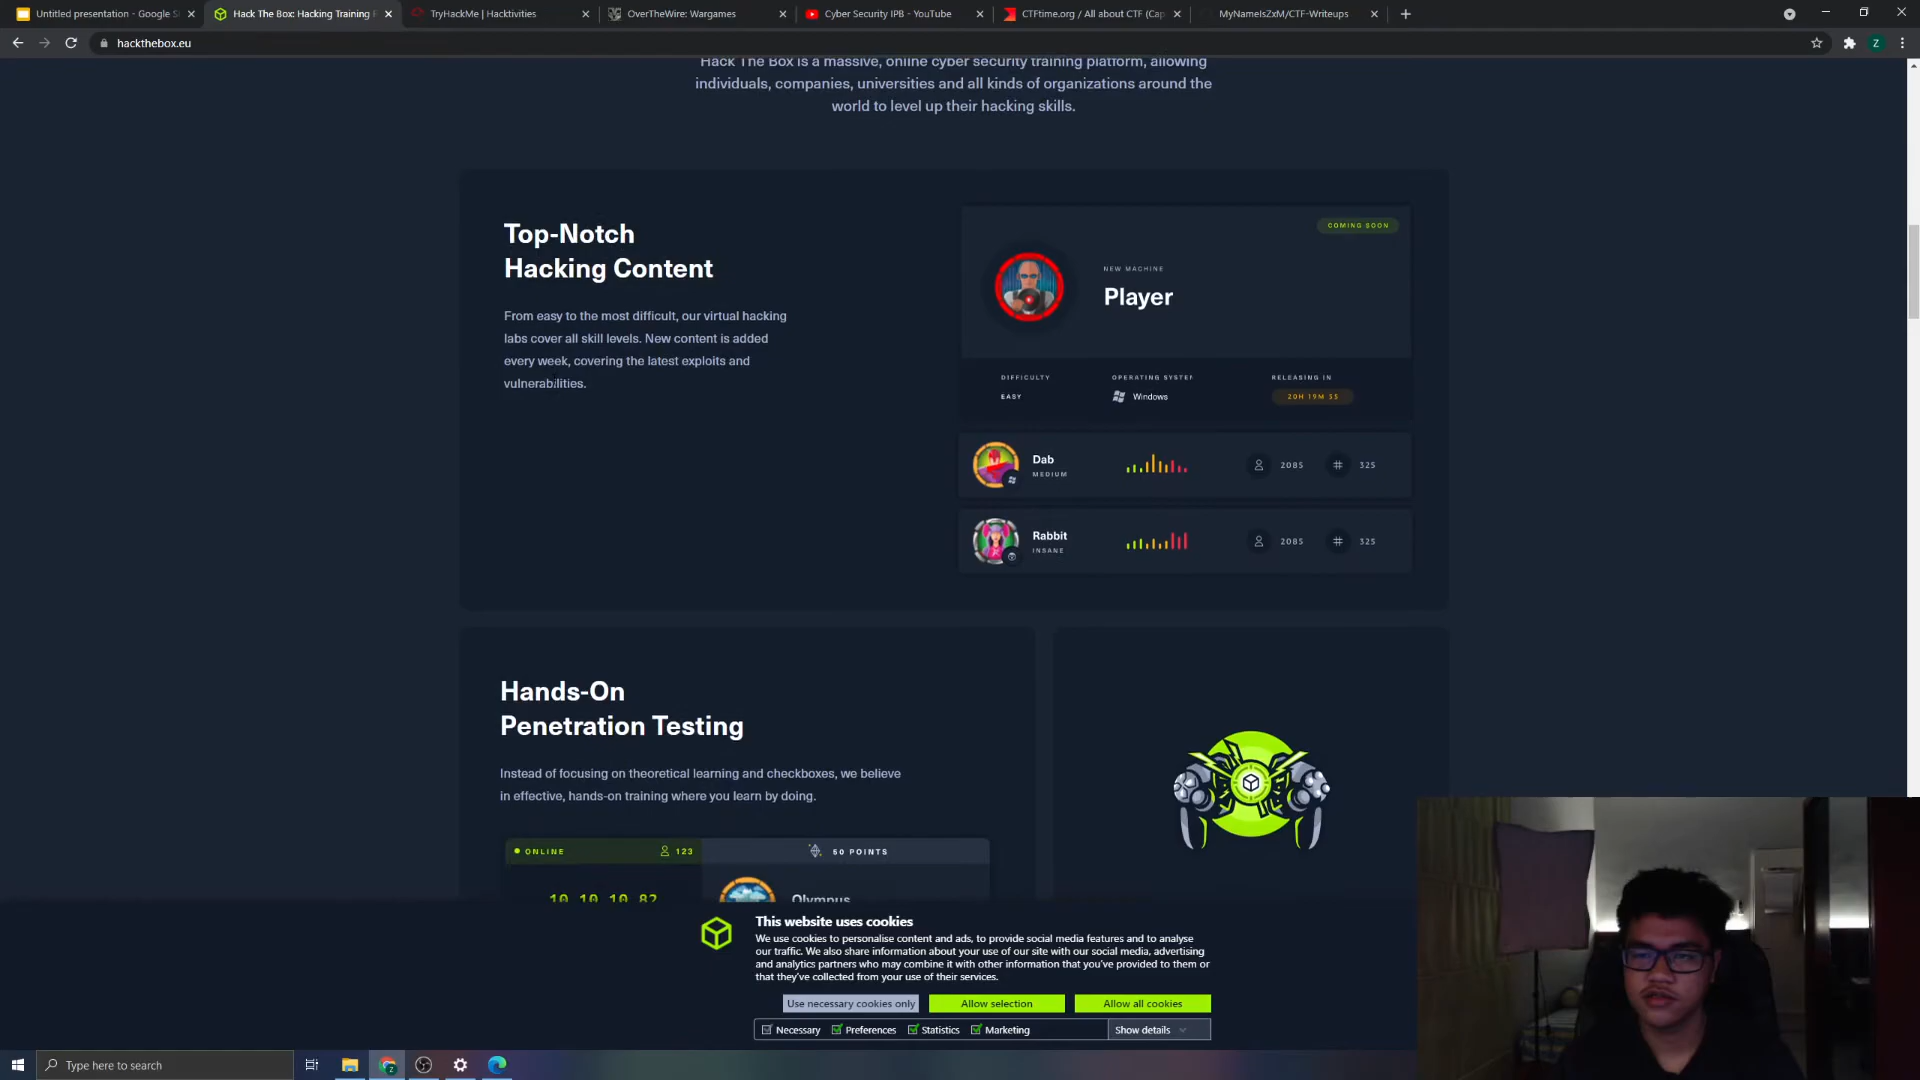 Untitled presentation - Google S
Hack The Box: Hacking Training P
TryHackMe | Hacktivities
OverTheWire: Wargames
Cyber Security IPB - YouTube
CTFtime.org / All about CTF (Cap
MyNameIsZxM/CTF-Writeups
hackthebox.eu
Z
Hack The Box is a massive, online cyber security training platform, allowing
individuals, companies, universities and all kinds of organizations around the
world to level up their hacking skills.
Top-Notch
Hacking Content
From easy to the most difficult, our virtual hacking
labs cover all skill levels. New content is added
every week, covering the latest exploits and
vulnerabilities.
COMING SOON
NEW MACHINE
Player
DIFFICULTY
OPERATING SYSTEM
RELEASING IN
EASY
Windows
20H 19M 55
Dab
MEDIUM
2085
325
Rabbit
INSANE
2085
325
Hands-On
Penetration Testing
Instead of focusing on theoretical learning and checkboxes, we believe
in effective, hands-on training where you learn by doing.
ONLINE
123
50 POINTS
10.10.10.82
Olympus
This website uses cookies
We use cookies to personalise content and ads, to provide social media features and to analyse
our traffic. We also share information about your use of our site with our social media, advertising
and analytics partners who may combine it with other information that you've provided to them or
that they've collected from your use of their services.
Use necessary cookies only
Allow selection
Allow all cookies
Necessary
Preferences
Statistics
Marketing
Show details
Type here to search